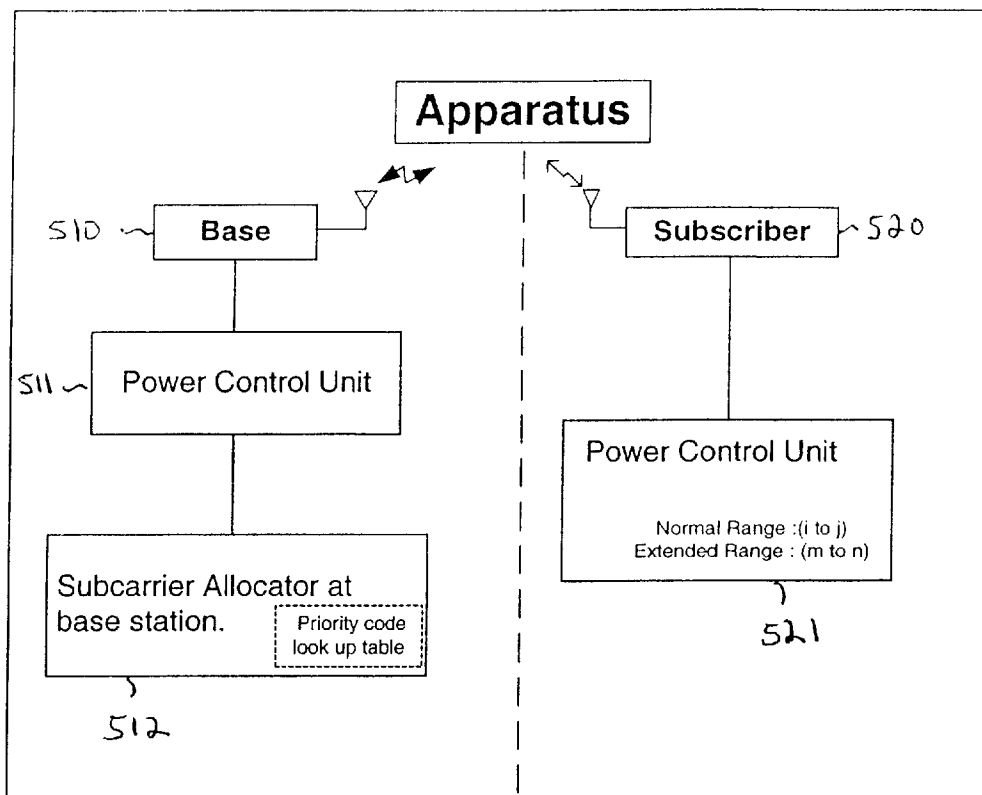 Apparatus
510
Base
Subscriber
520
511
Power Control Unit
Power Control Unit
Normal Range :(i to j)
Extended Range : (m to n)
521
Subcarrier Allocator at
base station.
Priority code
look up table
512